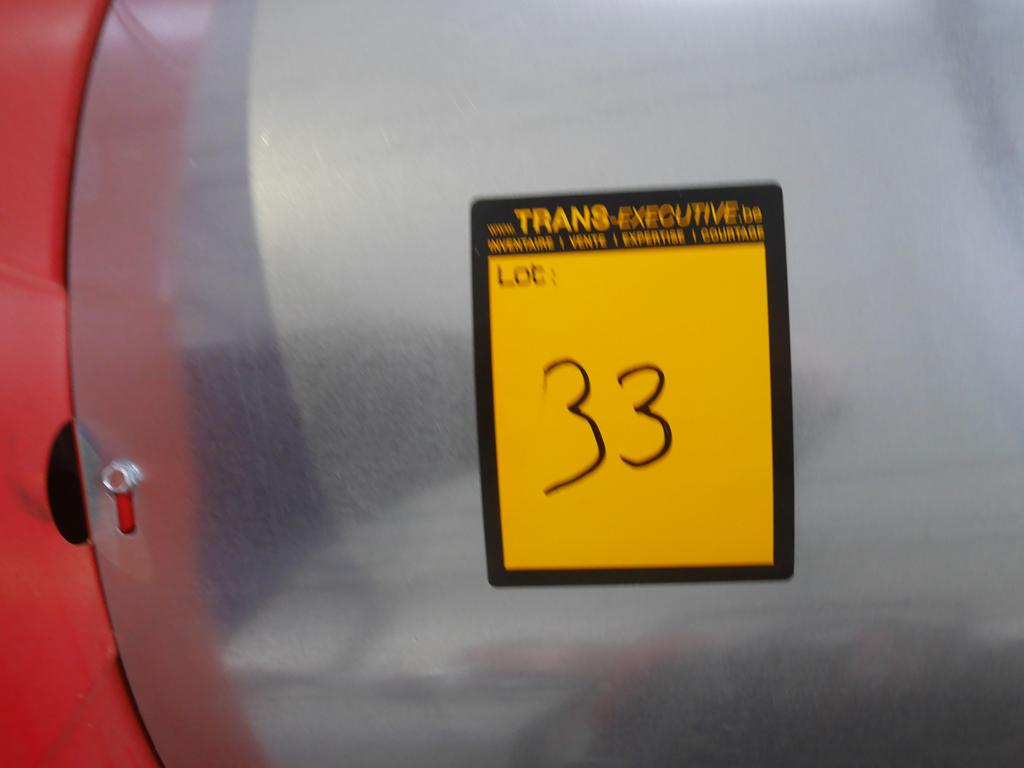 www.TRANS-EXECUTIVE.be
INVENTAIRE | VENTE | EXPERTISE | COURTAGE
Lot:
33